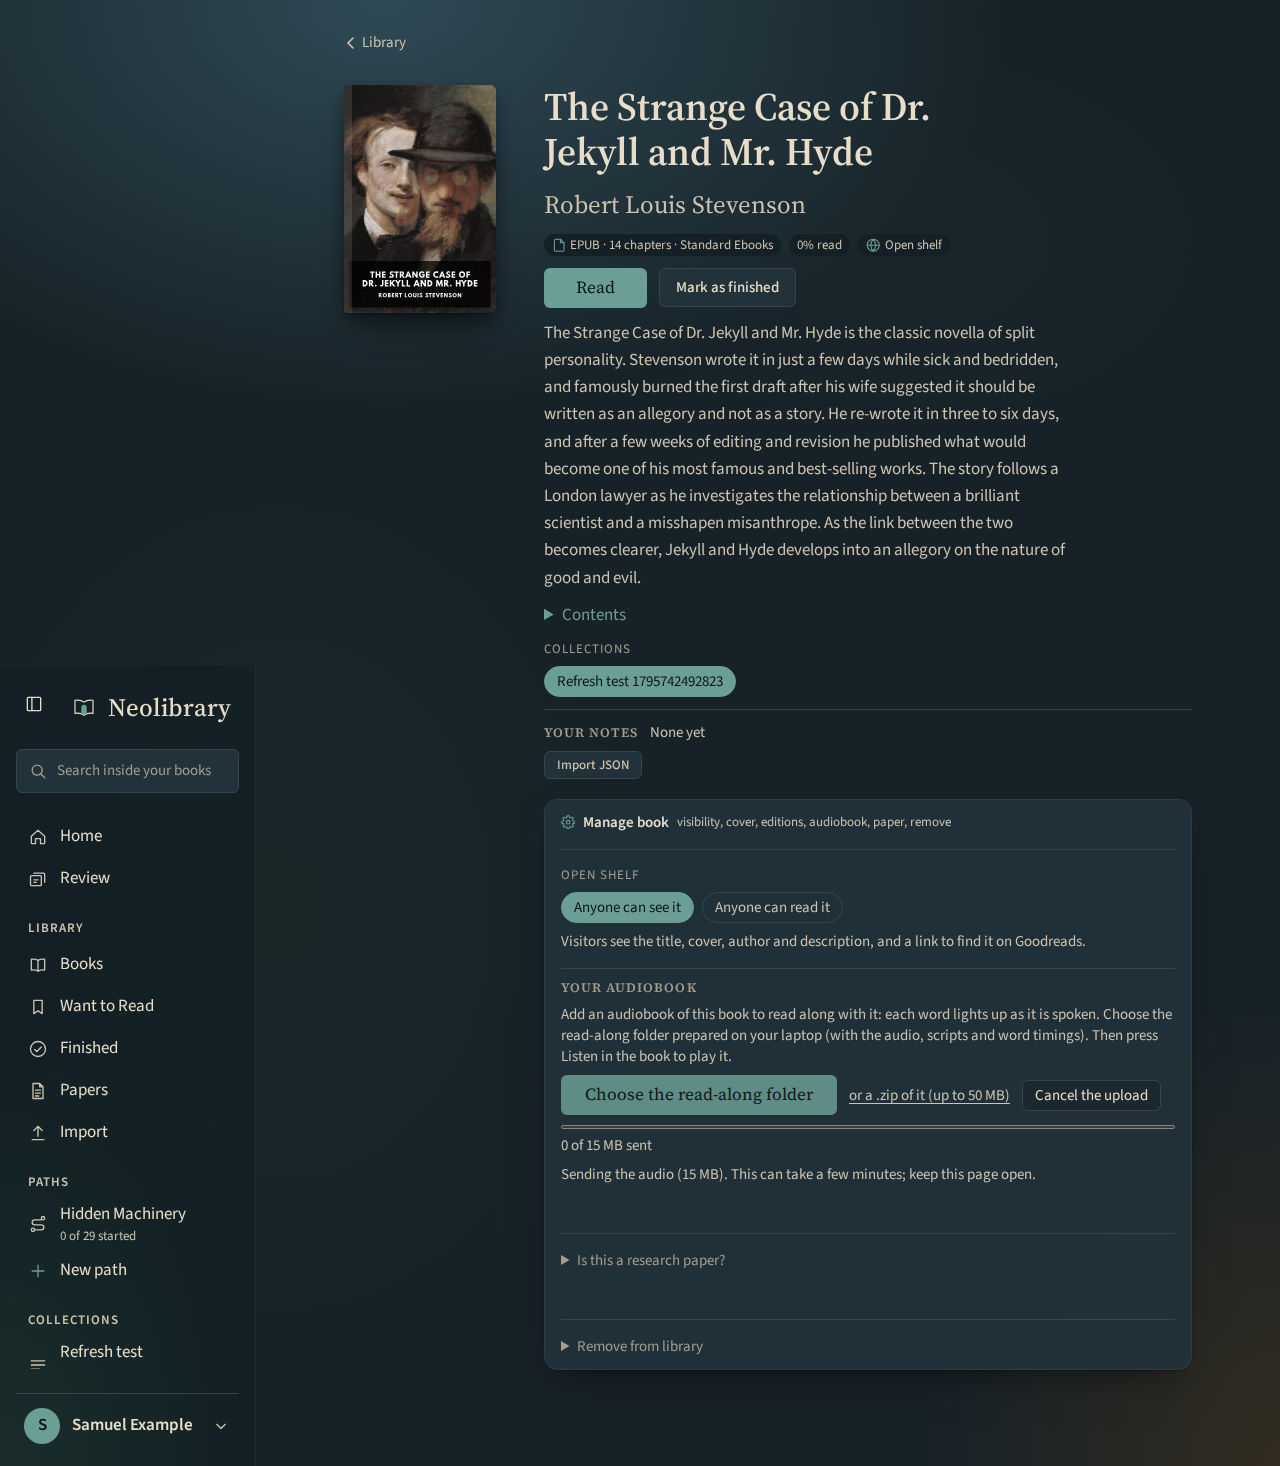 Library
THE STRANGE CASE OF
DR. JEKYLL AND MR. HYDE
ROBERT LOUIS STEVENSON
The Strange Case of Dr.
Jekyll and Mr. Hyde
Robert Louis Stevenson
EPUB · 14 chapters · Standard Ebooks 0% read Open shelf
Read Mark as finished
The Strange Case of Dr. Jekyll and Mr. Hyde is the classic novella of split
personality. Stevenson wrote it in just a few days while sick and bedridden,
and famously burned the first draft after his wife suggested it should be
written as an allegory and not as a story. He re-wrote it in three to six days,
and after a few weeks of editing and revision he published what would
become one of his most famous and best-selling works. The story follows a
London lawyer as he investigates the relationship between a brilliant
scientist and a misshapen misanthrope. As the link between the two
becomes clearer, Jekyll and Hyde develops into an allegory on the nature of
good and evil.
Contents
COLLECTIONS
Refresh test 1795742492823
YOUR NOTES None yet
Import JSON
Manage book visibility, cover, editions, audiobook, paper, remove
OPEN SHELF
Anyone can see it Anyone can read it
Visitors see the title, cover, author and description, and a link to find it on Goodreads.
YOUR AUDIOBOOK
Add an audiobook of this book to read along with it: each word lights up as it is spoken. Choose the
read-along folder prepared on your laptop (with the audio, scripts and word timings). Then press
Listen in the book to play it.
Choose the read-along folder or a .zip of it (up to 50 MB) Cancel the upload
0 of 15 MB sent
Sending the audio (15 MB). This can take a few minutes; keep this page open.
Is this a research paper?
Remove from library
Neolibrary
Search inside your books
Home
Review
LIBRARY
Books
Want to Read
Finished
Papers
Import
PATHS
Hidden Machinery
0 of 29 started
New path
COLLECTIONS
Refresh test
S Samuel Example